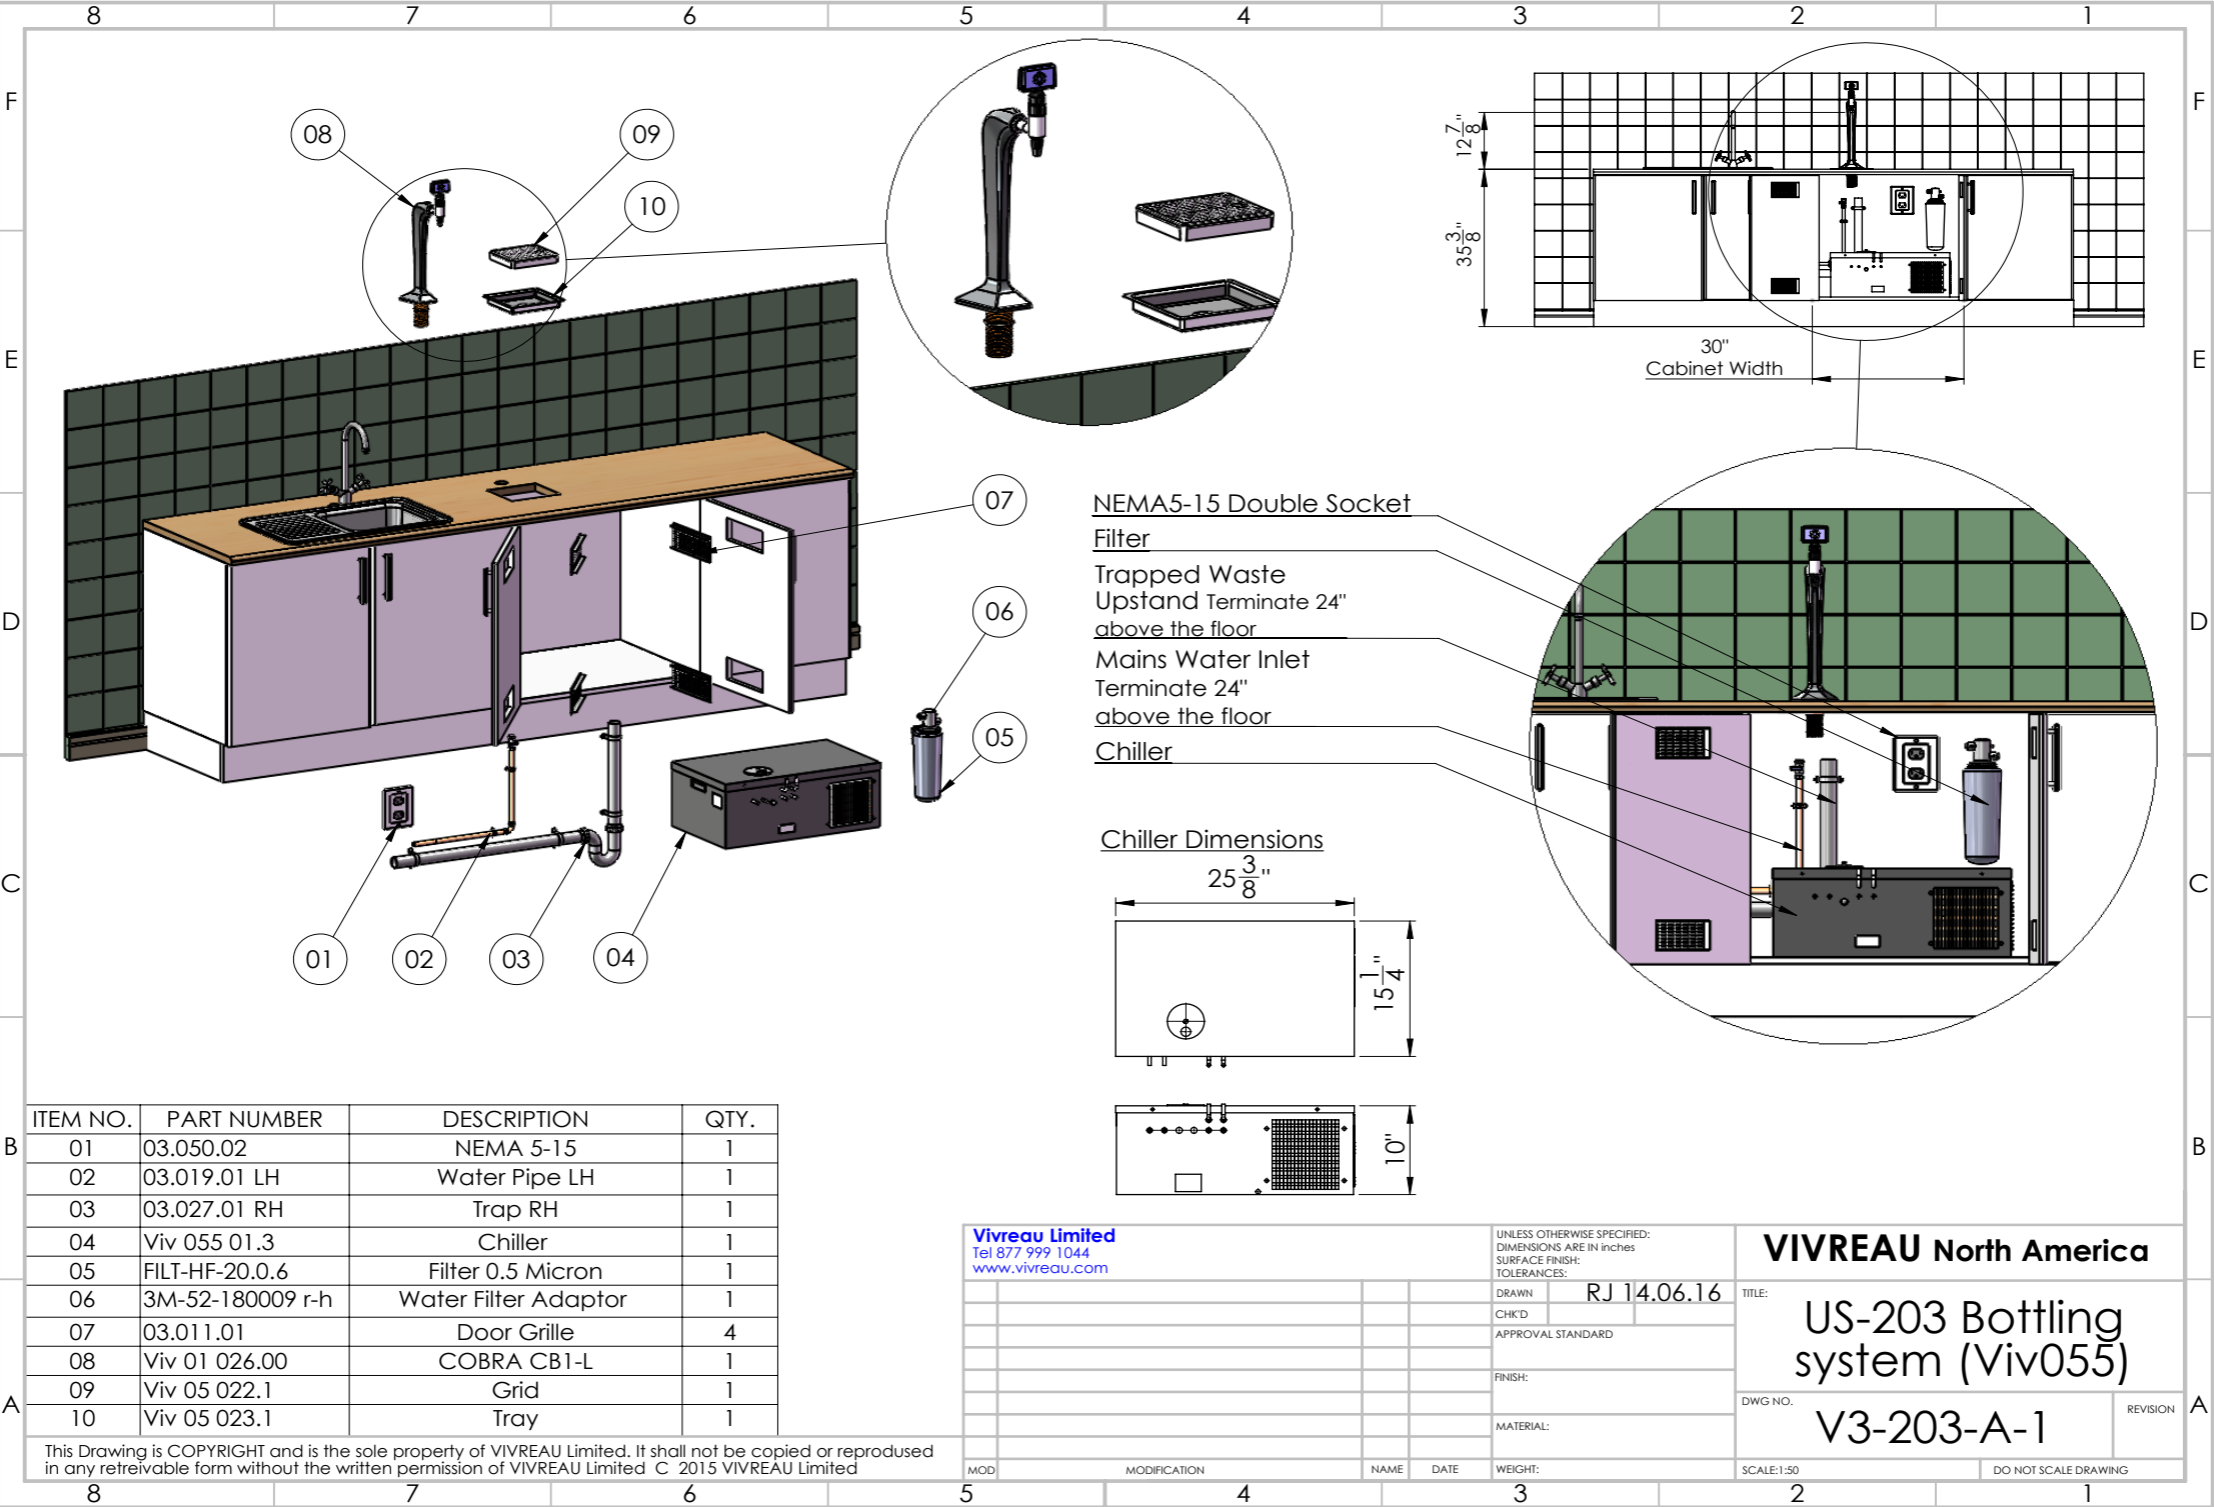 8 7 6 5 4 3 2 1
F
E
D
C
B
A
F
E
D
C
B
A
08
09
10
07
06
05
01
02
03
04
12 7/8"
35 3/8"
30"
Cabinet Width
NEMA5-15 Double Socket
Filter
Trapped Waste
Upstand Terminate 24"
above the floor
Mains Water Inlet
Terminate 24"
above the floor
Chiller
Chiller Dimensions
25 3/8"
15 1/4"
10"
ITEM NO. PART NUMBER DESCRIPTION QTY.
01 03.050.02 NEMA 5-15 1
02 03.019.01 LH Water Pipe LH 1
03 03.027.01 RH Trap RH 1
04 Viv 055 01.3 Chiller 1
05 FILT-HF-20.0.6 Filter 0.5 Micron 1
06 3M-52-180009 r-h Water Filter Adaptor 1
07 03.011.01 Door Grille 4
08 Viv 01 026.00 COBRA CB1-L 1
09 Viv 05 022.1 Grid 1
10 Viv 05 023.1 Tray 1
This Drawing is COPYRIGHT and is the sole property of VIVREAU Limited. It shall not be copied or reprodused
in any retreivable form without the written permission of VIVREAU Limited C 2015 VIVREAU Limited
Vivreau Limited
Tel 877 999 1044
www.vivreau.com
MOD MODIFICATION NAME DATE
UNLESS OTHERWISE SPECIFIED:
DIMENSIONS ARE IN inches
SURFACE FINISH:
TOLERANCES:
DRAWN RJ 14.06.16
CHK'D
APPROVAL STANDARD
FINISH:
MATERIAL:
WEIGHT:
VIVREAU North America
TITLE:
US-203 Bottling
system (Viv055)
DWG NO.
V3-203-A-1
REVISION
SCALE:1:50
DO NOT SCALE DRAWING
8 7 6 5 4 3 2 1